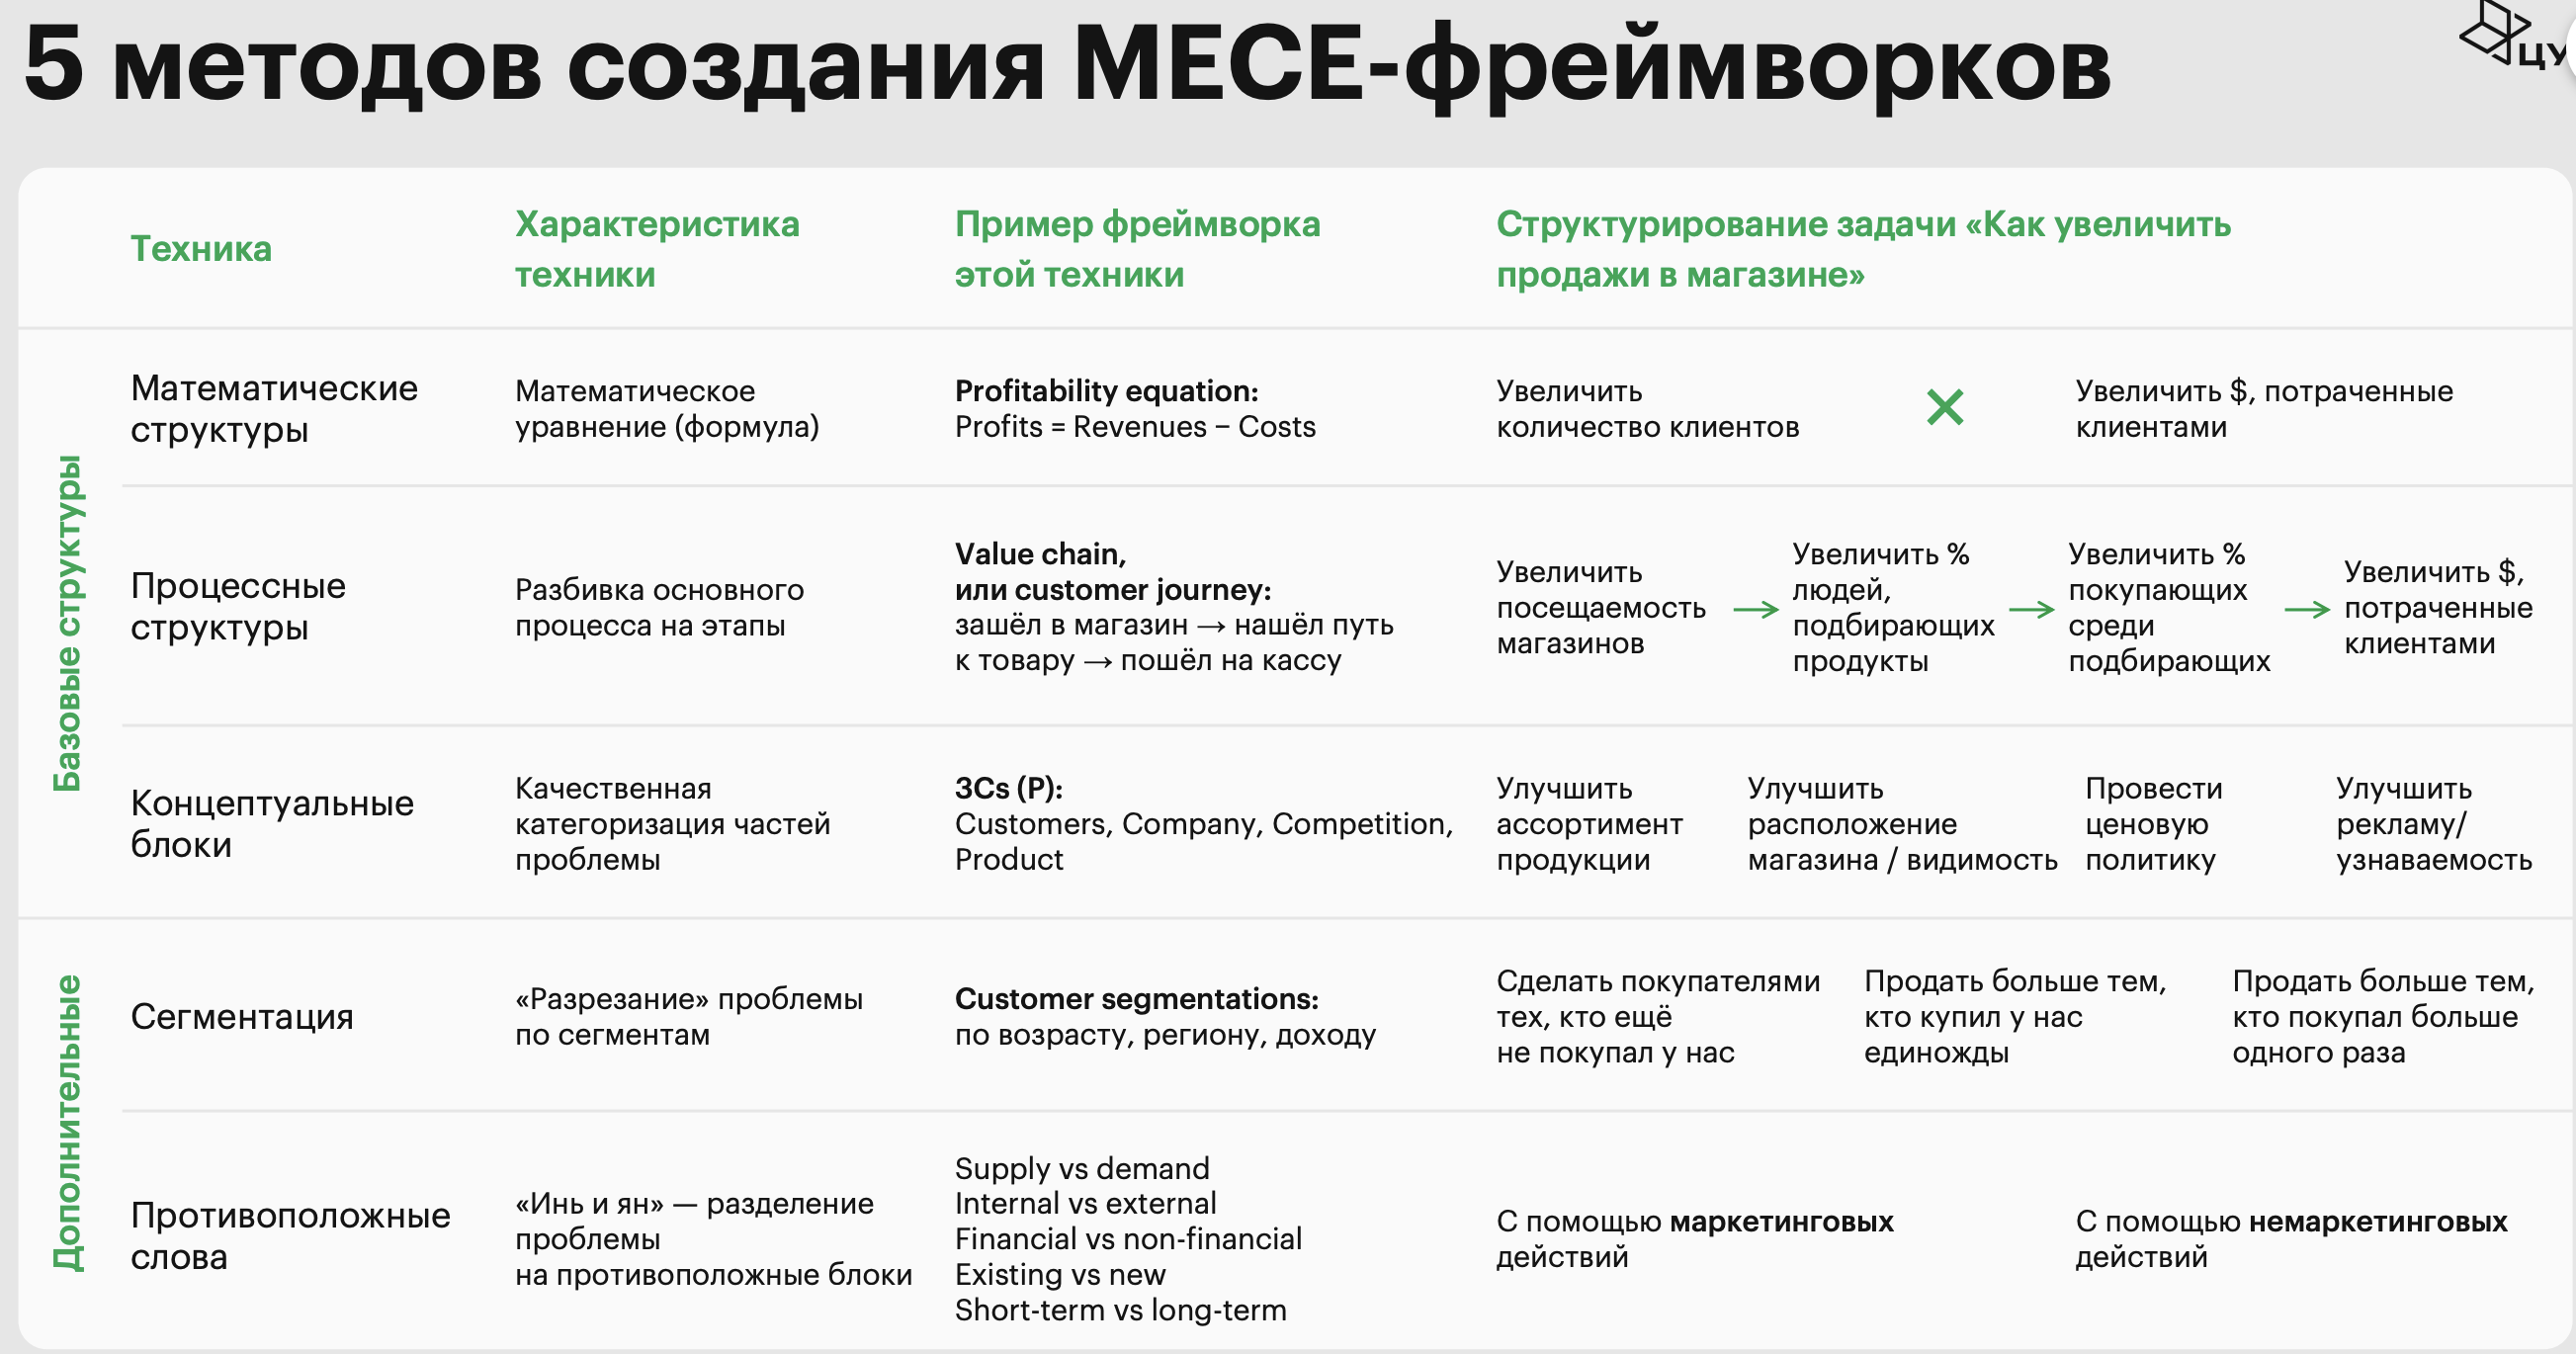 5 методов создания MECE-фреймворков
ЦУ
Техника
Характеристика
техники
Пример фреймворка
этой техники
Структурирование задачи «Как увеличить
продажи в магазине»
Базовые структуры
Математические
структуры
Математическое
уравнение (формула)
Profitability equation:
Profits = Revenues – Costs
Увеличить
количество клиентов
×
Увеличить $, потраченные
клиентами
Процессные
структуры
Разбивка основного
процесса на этапы
Value chain,
или customer journey:
зашёл в магазин → нашёл путь
к товару → пошёл на кассу
Увеличить
посещаемость
магазинов
→
Увеличить %
людей,
подбирающих
продукты
→
Увеличить %
покупающих
среди
подбирающих
→
Увеличить $,
потраченные
клиентами
Концептуальные
блоки
Качественная
категоризация частей
проблемы
3Cs (P):
Customers, Company, Competition,
Product
Улучшить
ассортимент
продукции
Улучшить
расположение
магазина / видимость
Провести
ценовую
политику
Улучшить
рекламу/
узнаваемость
Дополнительные
Сегментация
«Разрезание» проблемы
по сегментам
Customer segmentations:
по возрасту, региону, доходу
Сделать покупателями
тех, кто ещё
не покупал у нас
Продать больше тем,
кто купил у нас
единожды
Продать больше тем,
кто покупал больше
одного раза
Противоположные
слова
«Инь и ян» — разделение
проблемы
на противоположные блоки
Supply vs demand
Internal vs external
Financial vs non-financial
Existing vs new
Short-term vs long-term
С помощью маркетинговых
действий
С помощью немаркетинговых
действий